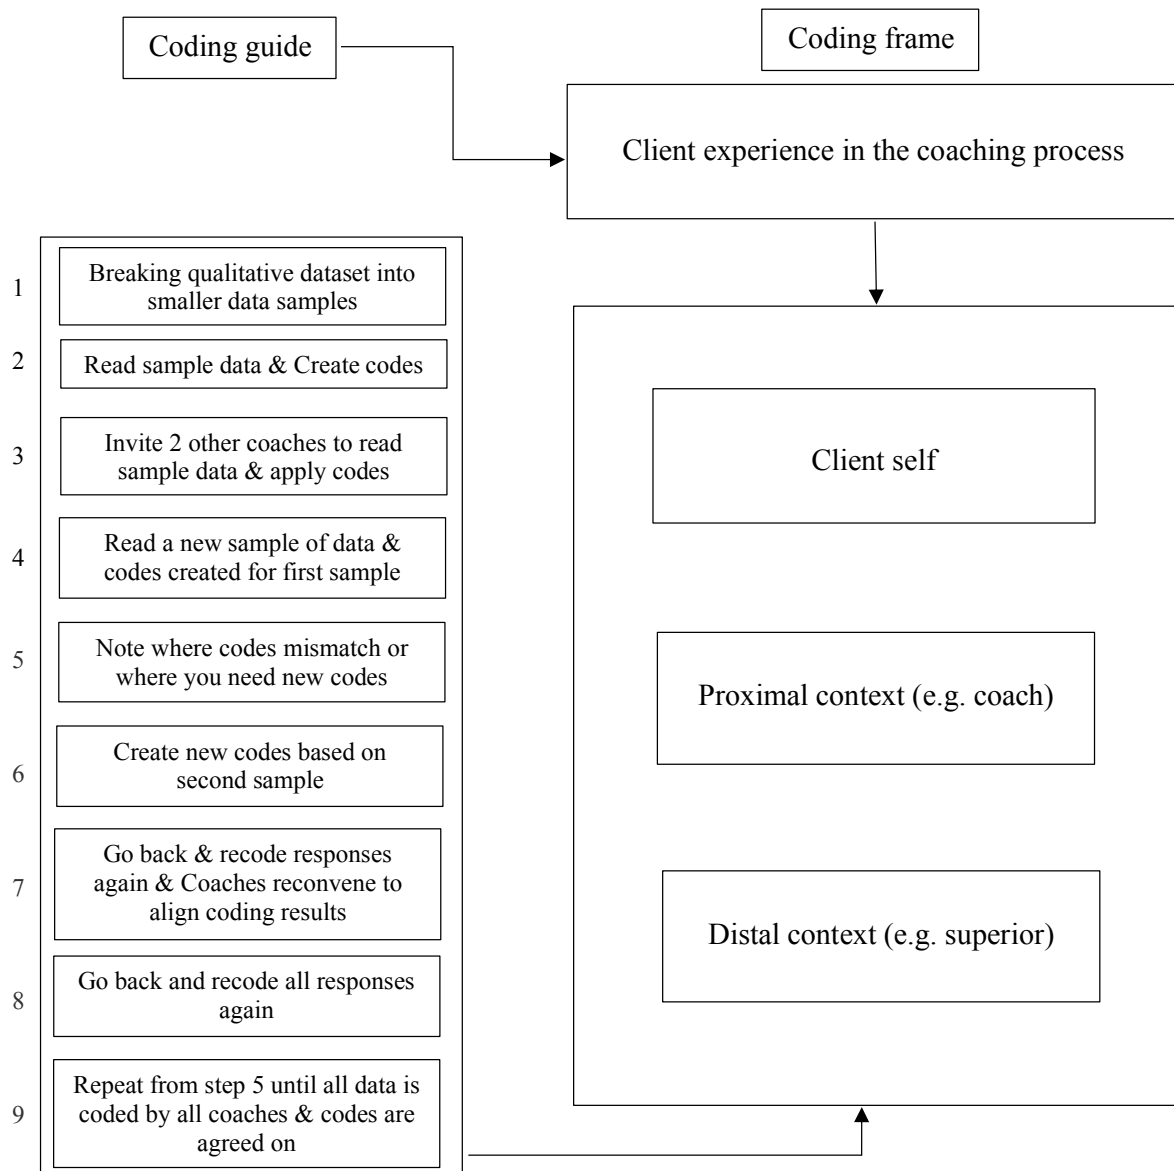 Coding guide
Coding frame
Client experience in the coaching process
1
Breaking qualitative dataset into
smaller data samples
2
Read sample data & Create codes
3
Invite 2 other coaches to read
sample data & apply codes
4
Read a new sample of data &
codes created for first sample
5
Note where codes mismatch or
where you need new codes
6
Create new codes based on
second sample
7
Go back & recode responses
again & Coaches reconvene to
align coding results
8
Go back and recode all responses
again
9
Repeat from step 5 until all data is
coded by all coaches & codes are
agreed on
Client self
Proximal context (e.g. coach)
Distal context (e.g. superior)